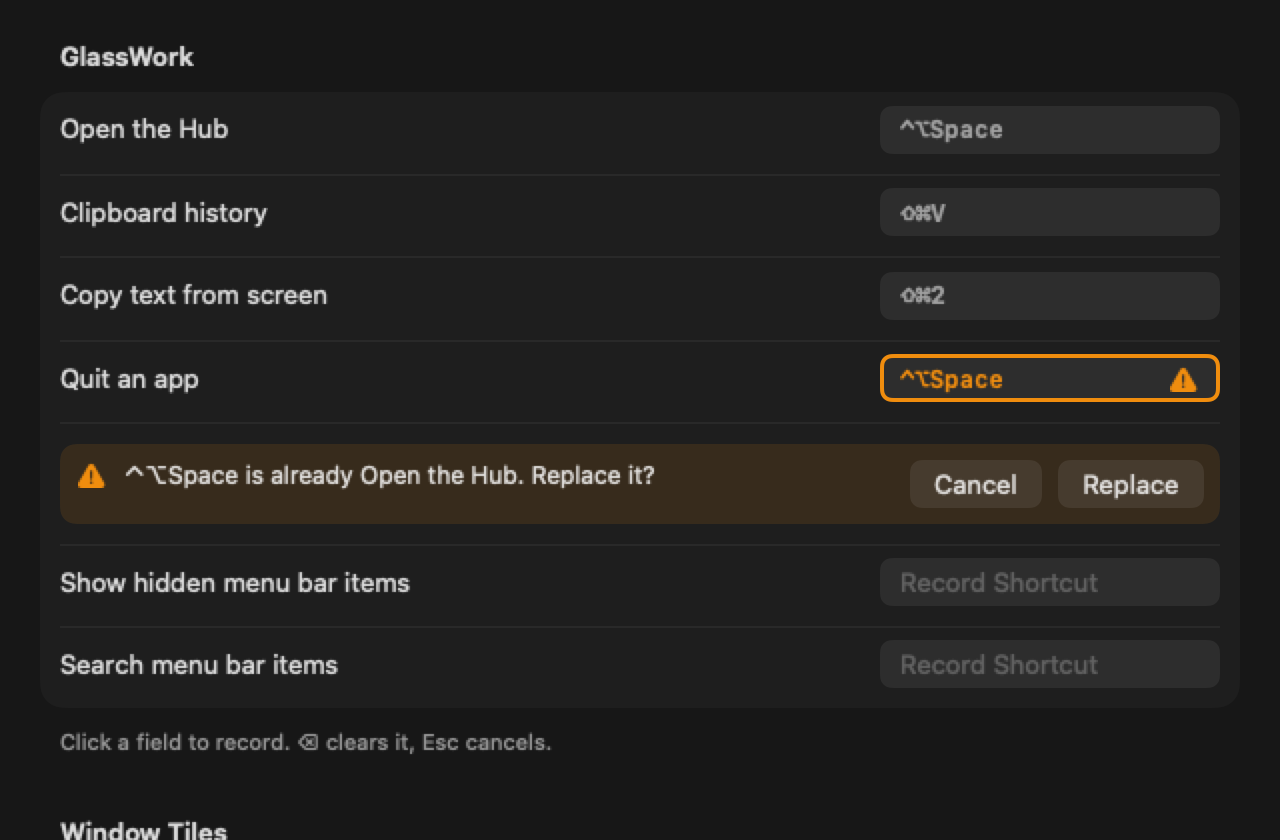 GlassWork
Open the Hub
^⌥Space
Clipboard history
⇧⌘V
Copy text from screen
⇧⌘2
Quit an app
^⌥Space
^⌥Space is already Open the Hub. Replace it?
Cancel
Replace
Show hidden menu bar items
Record Shortcut
Search menu bar items
Record Shortcut
Click a field to record. ⌫ clears it, Esc cancels.
Window Tiles